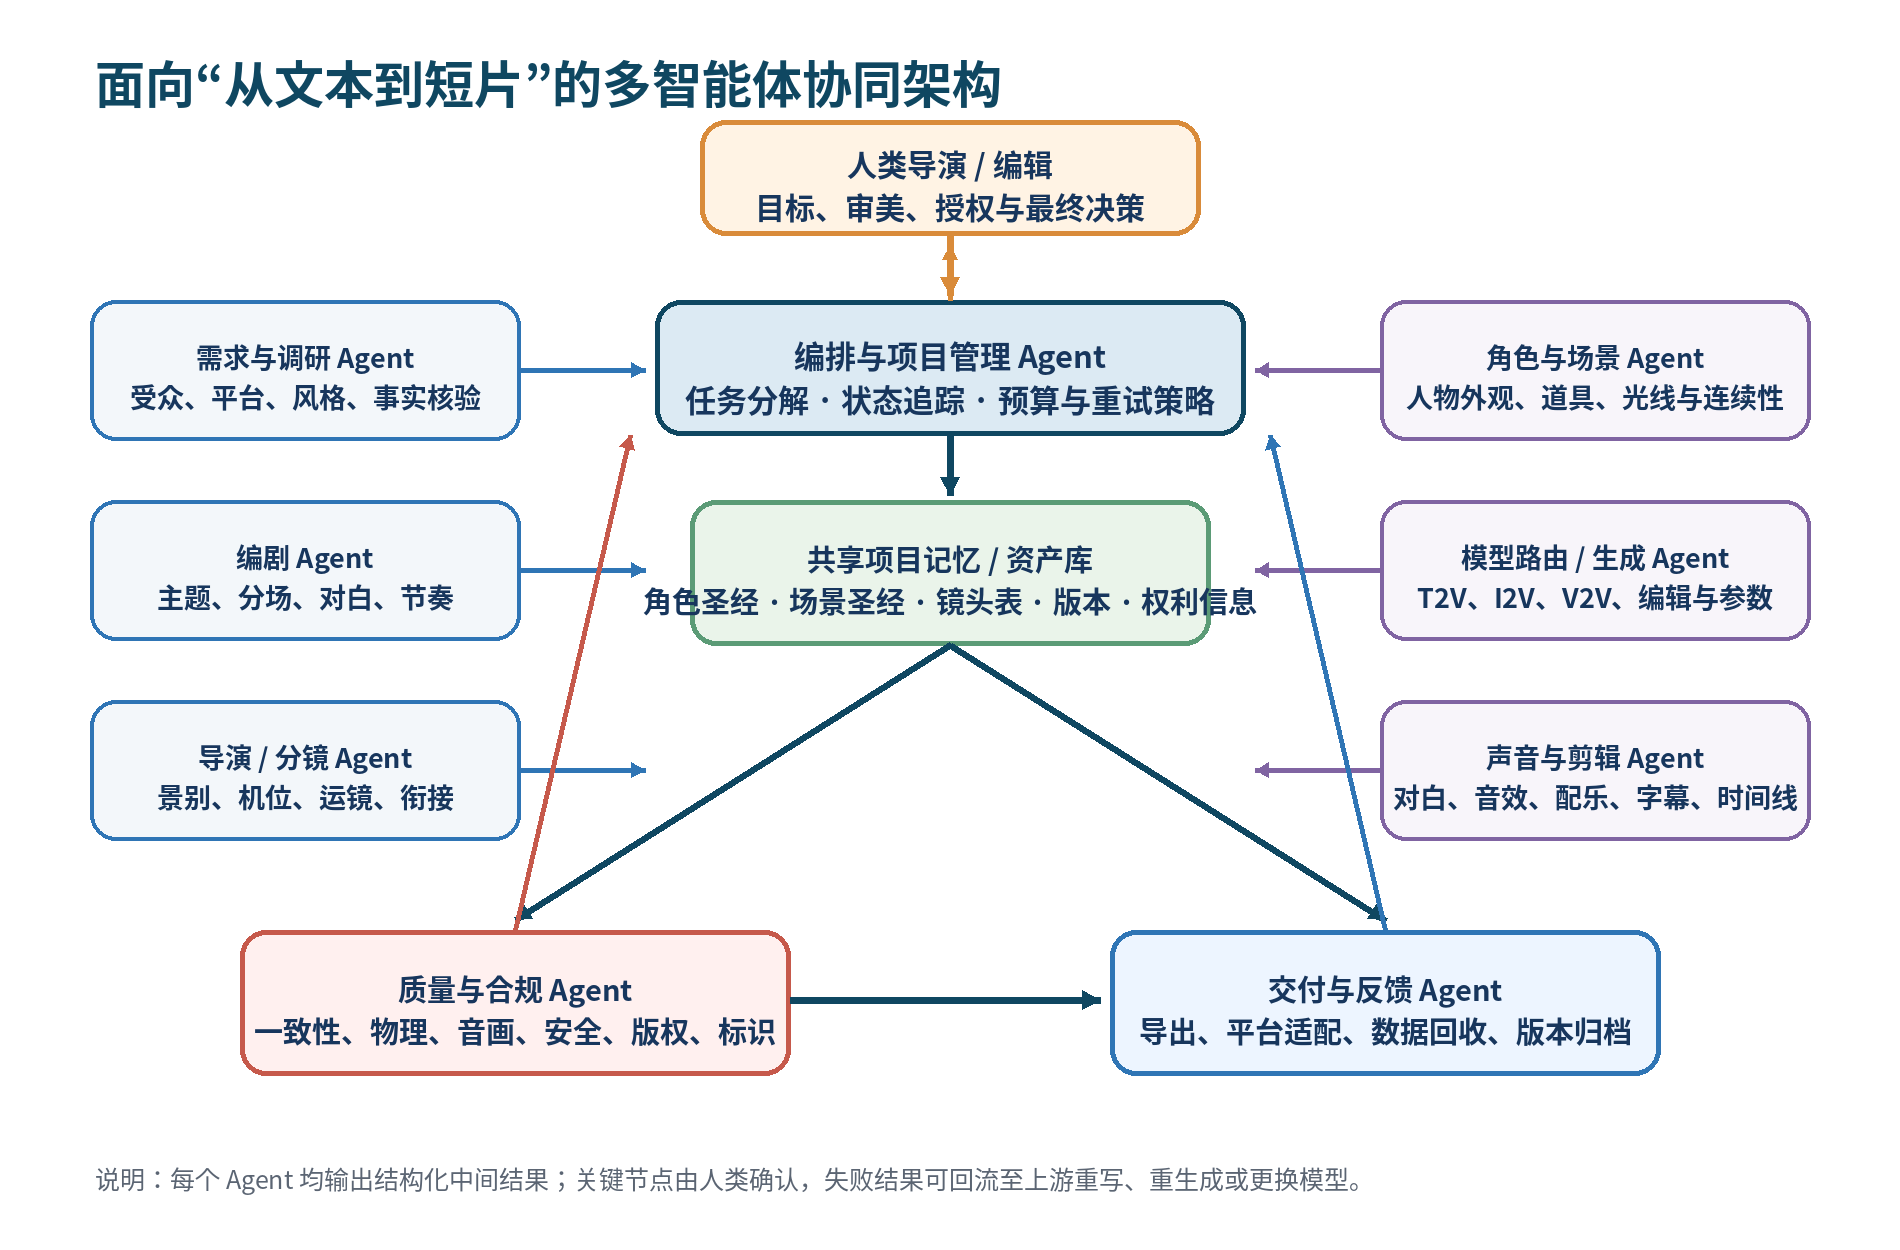 面向“从文本到短片”的多智能体协同架构
人类导演 / 编辑
目标、审美、授权与最终决策
需求与调研 Agent
受众、平台、风格、事实核验
编排与项目管理 Agent
任务分解 · 状态追踪 · 预算与重试策略
角色与场景 Agent
人物外观、道具、光线与连续性
编剧 Agent
主题、分场、对白、节奏
共享项目记忆 / 资产库
角色圣经 · 场景圣经 · 镜头表 · 版本 · 权利信息
模型路由 / 生成 Agent
T2V、I2V、V2V、编辑与参数
导演 / 分镜 Agent
景别、机位、运镜、衔接
声音与剪辑 Agent
对白、音效、配乐、字幕、时间线
质量与合规 Agent
一致性、物理、音画、安全、版权、标识
交付与反馈 Agent
导出、平台适配、数据回收、版本归档
说明：每个 Agent 均输出结构化中间结果；关键节点由人类确认，失败结果可回流至上游重写、重生成或更换模型。